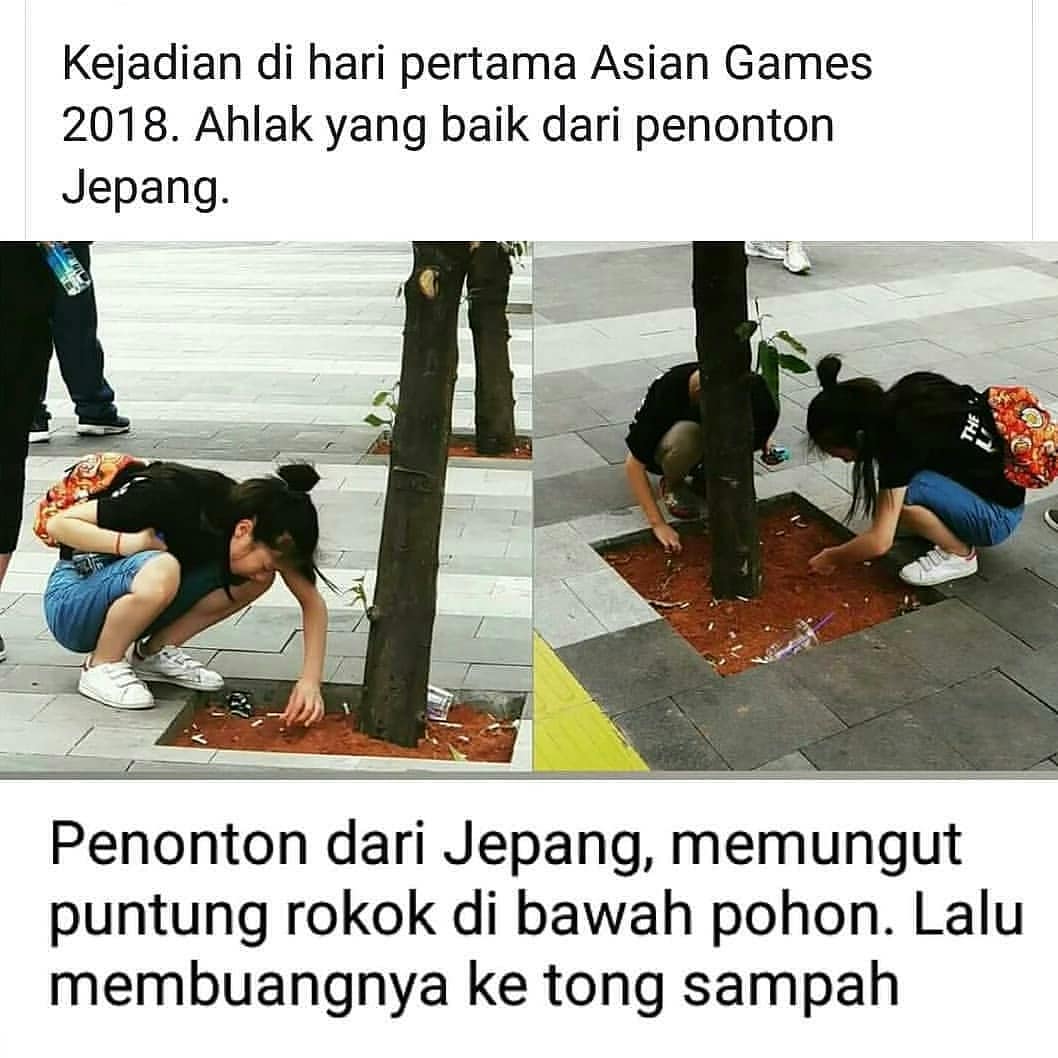 Kejadian di hari pertama Asian Games
2018. Ahlak yang baik dari penonton
Jepang.
THE
Penonton dari Jepang, memungut
puntung rokok di bawah pohon. Lalu
membuangnya ke tong sampah